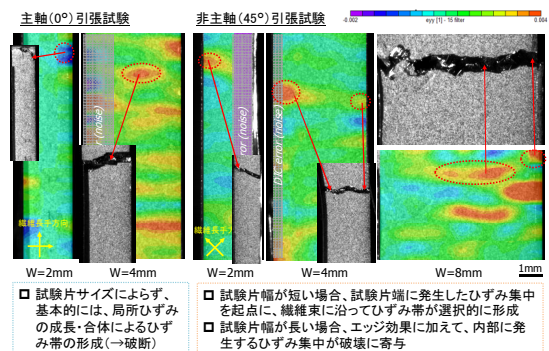 主軸(0°)引張試験
非主軸(45°)引張試験
-0.002
eyy [1] - 15 filter
0.004
ror (noise)
DIC error (noise)
繊維長手方向
繊維長手方向
W=2mm
W=4mm
W=2mm
W=4mm
W=8mm
1mm
試験片サイズによらず、
基本的には、局所ひずみ
の成長・合体によるひず
み帯の形成(→破断)
試験片幅が短い場合、試験片端に発生したひずみ集中
を起点に、繊維束に沿ってひずみ帯が選択的に形成
試験片幅が長い場合、エッジ効果に加えて、内部に発
生するひずみ集中が破壊に寄与